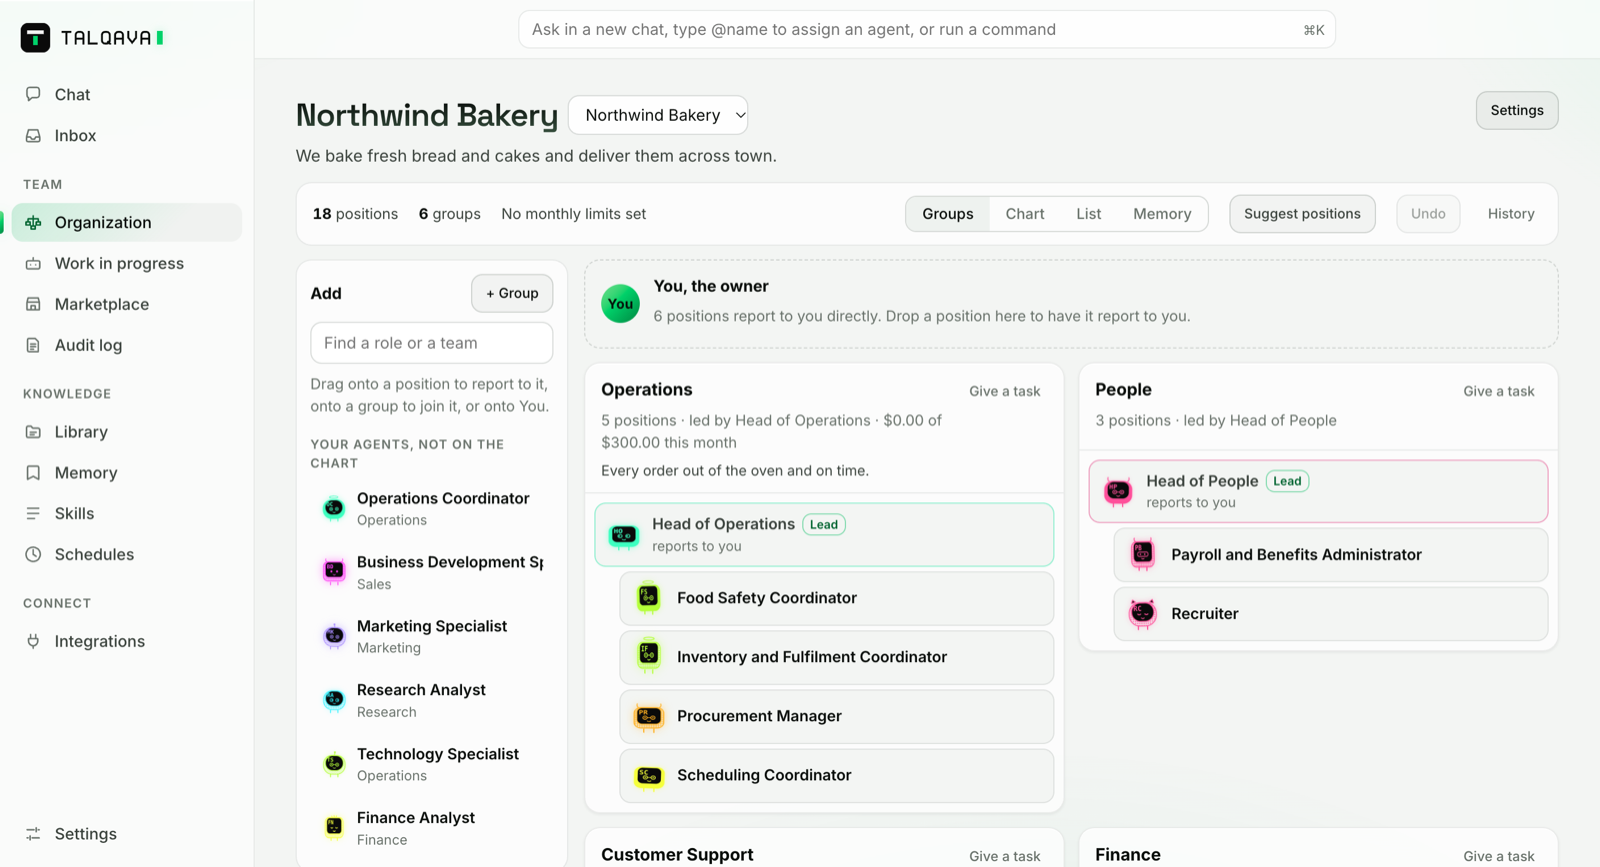 TALQAVA
Ask in a new chat, type @name to assign an agent, or run a command
⌘K
Chat
Inbox
TEAM
Organization
Work in progress
Marketplace
Audit log
KNOWLEDGE
Library
Memory
Skills
Schedules
CONNECT
Integrations
Settings
Northwind Bakery
Northwind Bakery
Settings
We bake fresh bread and cakes and deliver them across town.
18 positions
6 groups
No monthly limits set
Groups
Chart
List
Memory
Suggest positions
Undo
History
Add
+ Group
Find a role or a team
Drag onto a position to report to it,
onto a group to join it, or onto You.
YOUR AGENTS, NOT ON THE
CHART
Operations Coordinator
Operations
Business Development Sp
Sales
Marketing Specialist
Marketing
Research Analyst
Research
Technology Specialist
Operations
Finance Analyst
Finance
You
You, the owner
6 positions report to you directly. Drop a position here to have it report to you.
Operations
Give a task
5 positions · led by Head of Operations · $0.00 of
$300.00 this month
Every order out of the oven and on time.
HO
Head of Operations
Lead
reports to you
FS
Food Safety Coordinator
IF
Inventory and Fulfilment Coordinator
PR
Procurement Manager
SC
Scheduling Coordinator
People
Give a task
3 positions · led by Head of People
HP
Head of People
Lead
reports to you
PB
Payroll and Benefits Administrator
RC
Recruiter
Customer Support
Give a task
Finance
Give a task